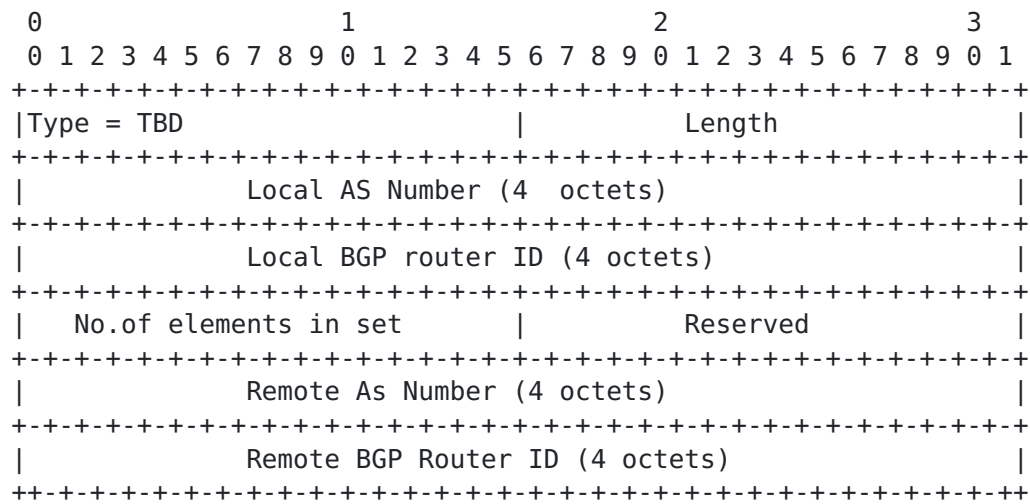 0                   1                   2                   3
0 1 2 3 4 5 6 7 8 9 0 1 2 3 4 5 6 7 8 9 0 1 2 3 4 5 6 7 8 9 0 1
+-+-+-+-+-+-+-+-+-+-+-+-+-+-+-+-+-+-+-+-+-+-+-+-+-+-+-+-+-+-+-+-+
|Type = TBD                     |          Length               |
+-+-+-+-+-+-+-+-+-+-+-+-+-+-+-+-+-+-+-+-+-+-+-+-+-+-+-+-+-+-+-+-+
|              Local AS Number (4  octets)                      |
+-+-+-+-+-+-+-+-+-+-+-+-+-+-+-+-+-+-+-+-+-+-+-+-+-+-+-+-+-+-+-+-+
|              Local BGP router ID (4 octets)                   |
+-+-+-+-+-+-+-+-+-+-+-+-+-+-+-+-+-+-+-+-+-+-+-+-+-+-+-+-+-+-+-+-+
|   No.of elements in set       |          Reserved             |
+-+-+-+-+-+-+-+-+-+-+-+-+-+-+-+-+-+-+-+-+-+-+-+-+-+-+-+-+-+-+-+-+
|              Remote As Number (4 octets)                      |
+-+-+-+-+-+-+-+-+-+-+-+-+-+-+-+-+-+-+-+-+-+-+-+-+-+-+-+-+-+-+-+-+
|              Remote BGP Router ID (4 octets)                  |
++-+-+-+-+-+-+-+-+-+-+-+-+-+-+-+-+-+-+-+-+-+-+-+-+-+-+-+-+-+-+-++